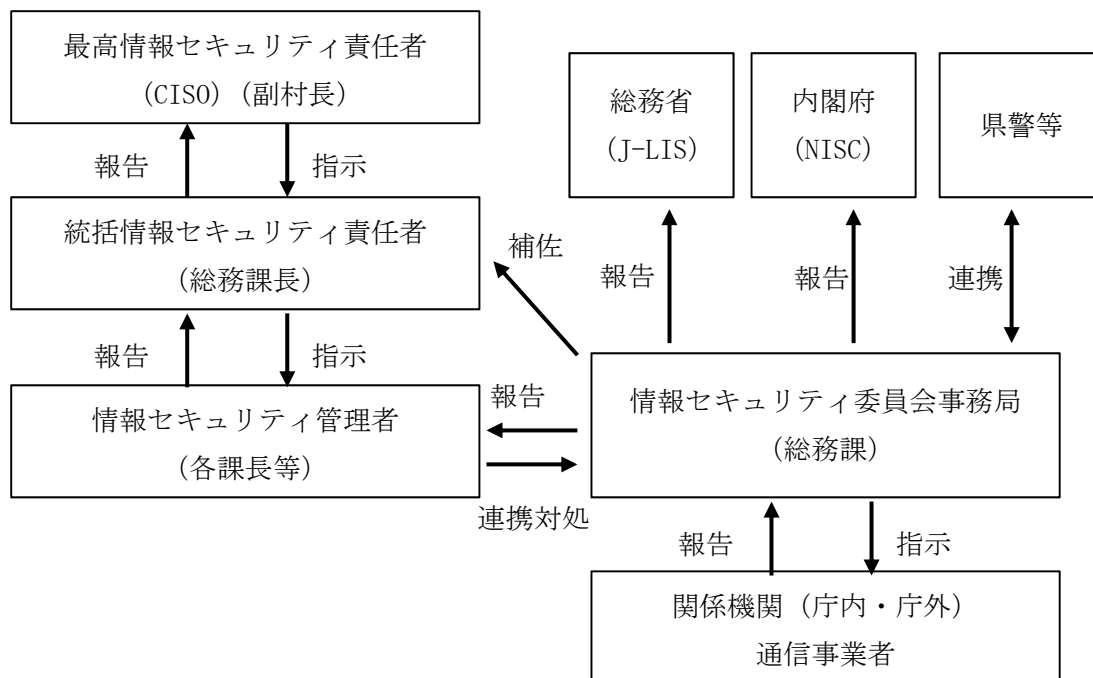 最高情報セキュリティ責任者
(CISO)(副村長)
報告
指示
統括情報セキュリティ責任者
(総務課長)
報告
指示
情報セキュリティ管理者
(各課長等)
補佐
報告
連携対処
総務省
(J-LIS)
内閣府
(NISC)
県警等
報告
報告
連携
情報セキュリティ委員会事務局
(総務課)
報告
指示
関係機関(庁内・庁外)
通信事業者